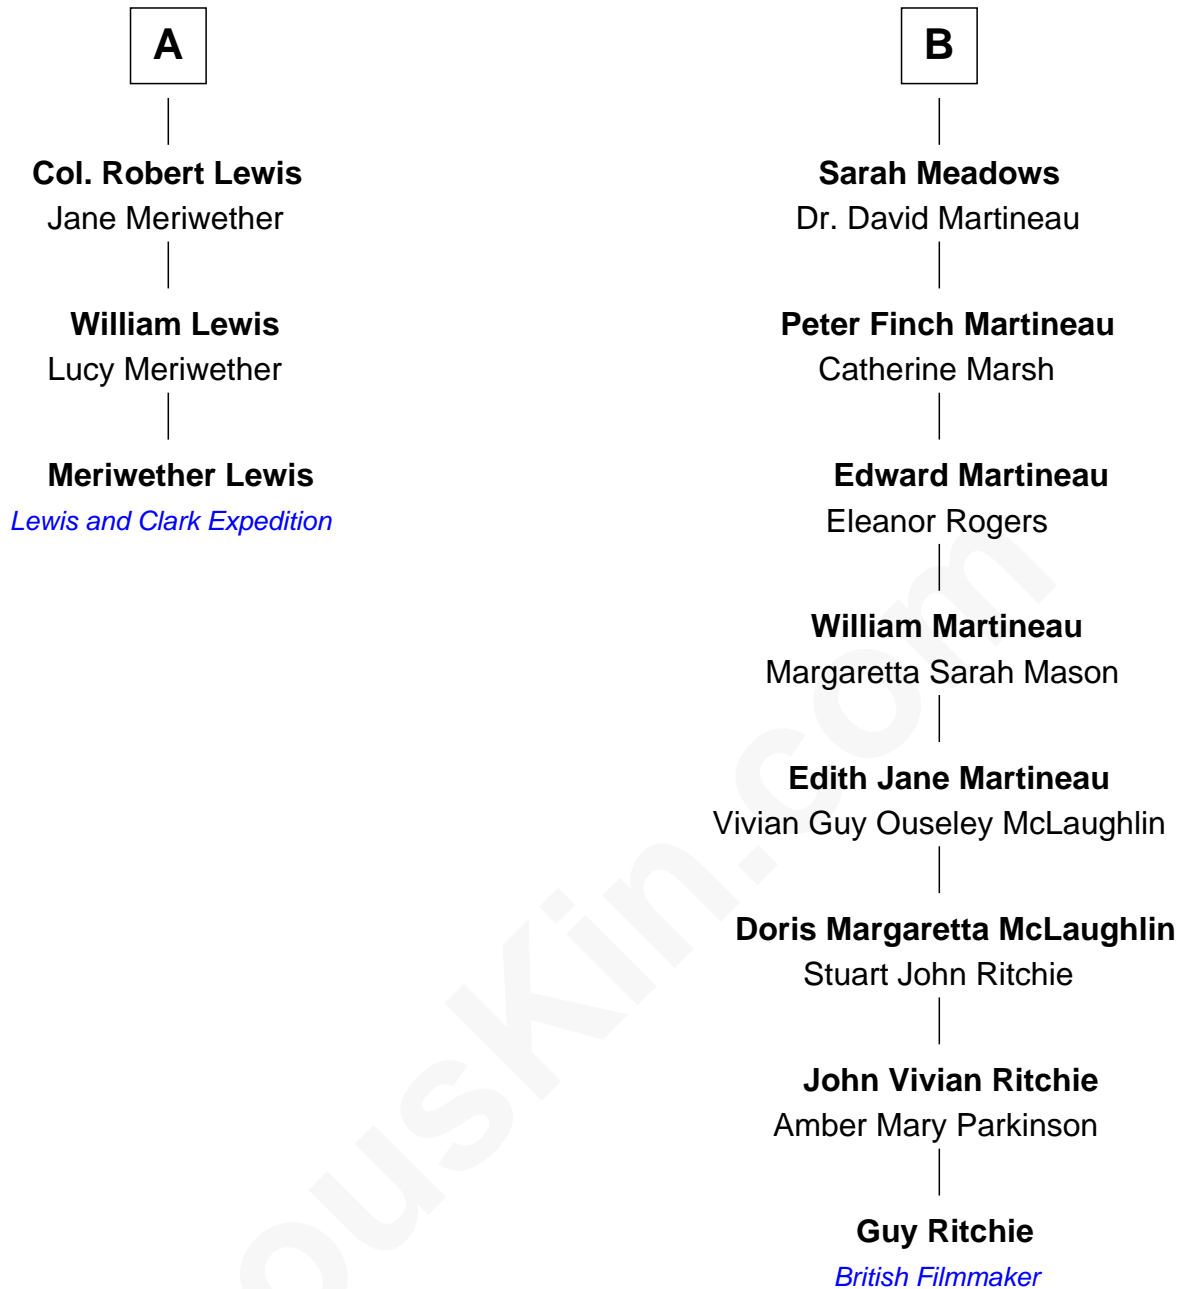 A
Col. Robert Lewis
Jane Meriwether
William Lewis
Lucy Meriwether
Meriwether Lewis
Lewis and Clark Expedition
B
Sarah Meadows
Dr. David Martineau
Peter Finch Martineau
Catherine Marsh
Edward Martineau
Eleanor Rogers
William Martineau
Margaretta Sarah Mason
Edith Jane Martineau
Vivian Guy Ouseley McLaughlin
Doris Margaretta McLaughlin
Stuart John Ritchie
John Vivian Ritchie
Amber Mary Parkinson
Guy Ritchie
British Filmmaker
ousKin.com